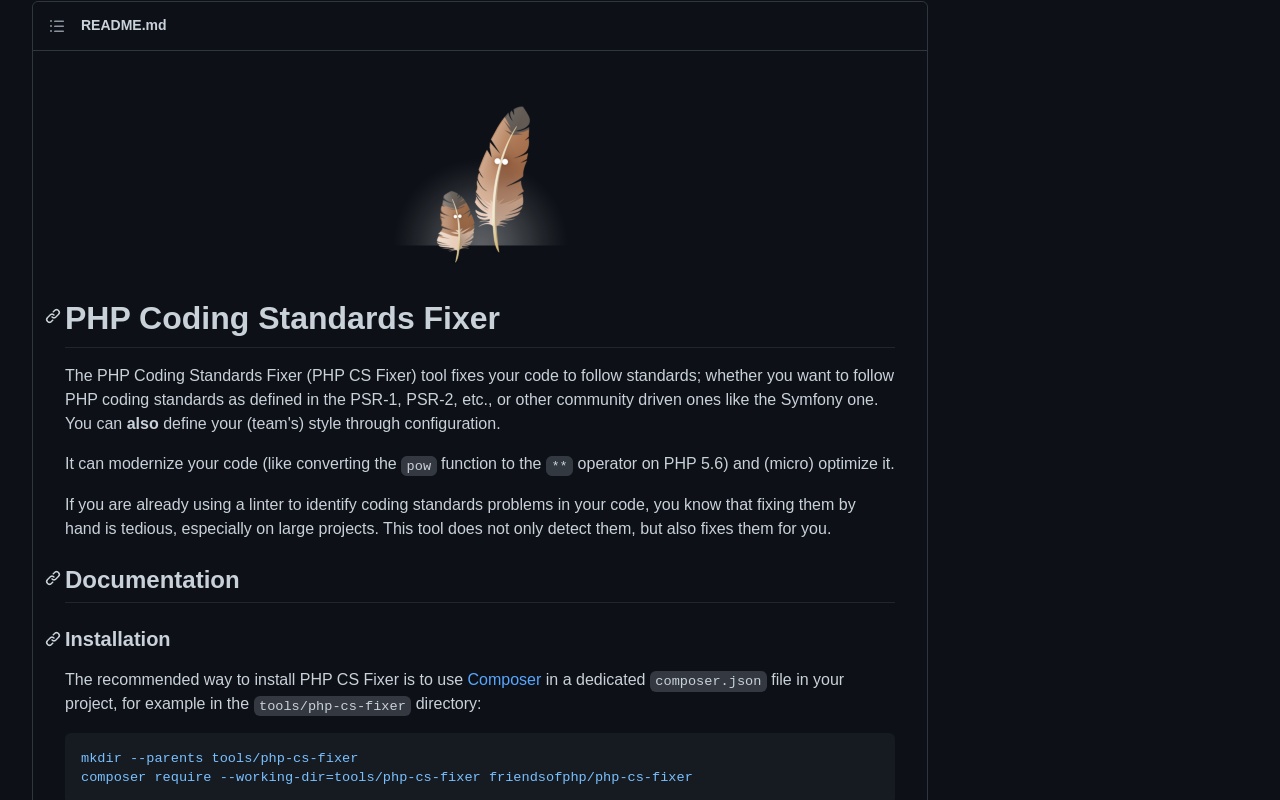 README.md
PHP Coding Standards Fixer
The PHP Coding Standards Fixer (PHP CS Fixer) tool fixes your code to follow standards; whether you want to follow
PHP coding standards as defined in the PSR-1, PSR-2, etc., or other community driven ones like the Symfony one.
You can also define your (team's) style through configuration.
It can modernize your code (like converting the pow function to the ** operator on PHP 5.6) and (micro) optimize it.
If you are already using a linter to identify coding standards problems in your code, you know that fixing them by
hand is tedious, especially on large projects. This tool does not only detect them, but also fixes them for you.
Documentation
Installation
The recommended way to install PHP CS Fixer is to use Composer in a dedicated composer.json file in your
project, for example in the tools/php-cs-fixer directory:
mkdir --parents tools/php-cs-fixer
composer require --working-dir=tools/php-cs-fixer friendsofphp/php-cs-fixer